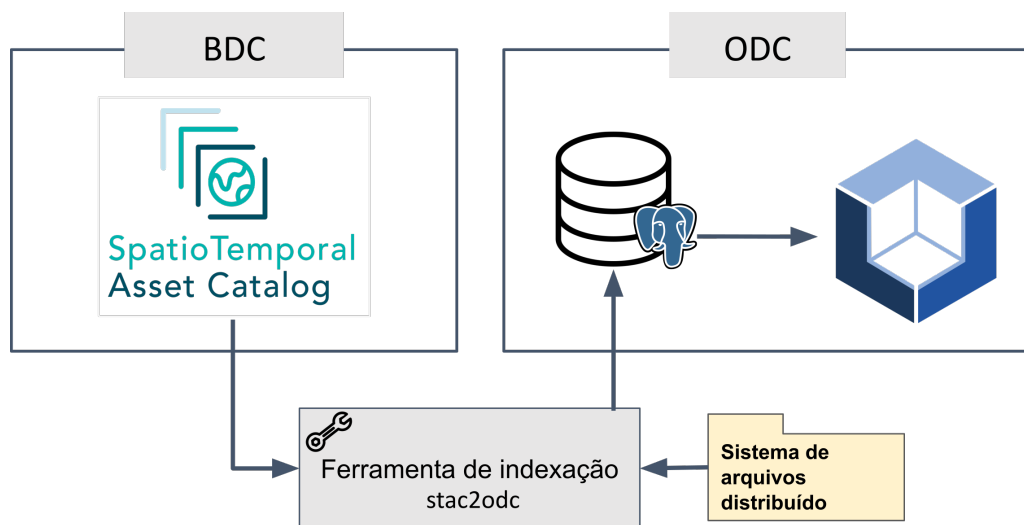 BDC
ODC
SpatioTemporal
Asset Catalog
Ferramenta de indexação
stac2odc
Sistema de
arquivos
distribuído